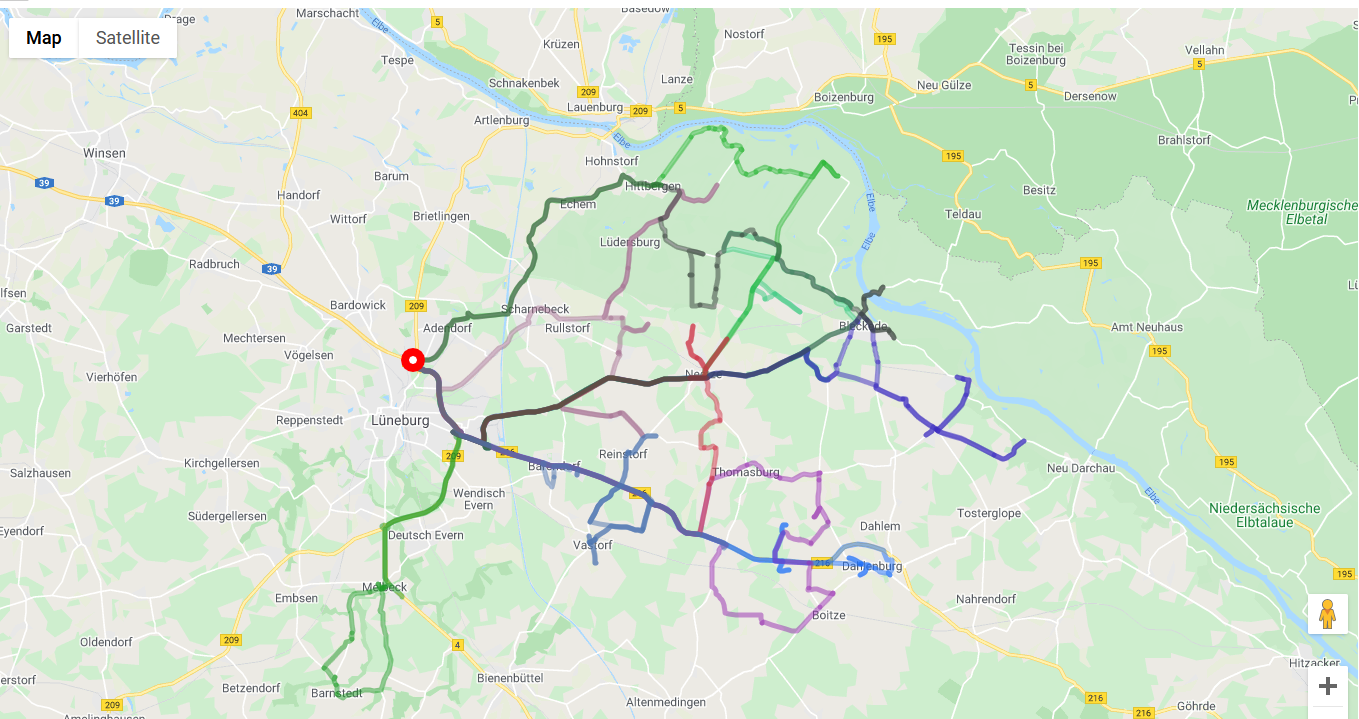 Map
Satellite
Marschacht
Basedow
Drage
Elbe
5
Krüzen
Nostorf
195
Tessin bei
Boizenburg
Vellahn
5
Tespe
Schnakenbek
Lanze
Neu Gülze
5
Dersenow
404
209
Lauenburg
209
5
Boizenburg
Artlenburg
Elbe
Brahlstorf
Winsen
Hohnstorf
195
39
Barum
Hittbergen
Besitz
39
Handorf
Echem
Elbe
Mecklenburgische
Elbetal
Wittorf
Brietlingen
Teldau
Lüdersburg
Elbe
Radbruch
39
195
Bardowick
209
Scharnebeck
Garstedt
Adendorf
Rullstorf
Bleckede
Amt Neuhaus
Mechtersen
Vögelsen
195
Vierhöfen
Reppenstedt
Lüneburg
209
216
Reinstorf
Barendorf
195
Salzhausen
Kirchgellersen
Thomasburg
Neu Darchau
Wendisch
Evern
216
Elbe
Südergellersen
Tosterglope
Niedersächsische
Elbtalaue
Eyendorf
Deutsch Evern
Vastorf
Dahlem
216
Dahlenburg
195
Melbeck
Embsen
Nahrendorf
Boitze
Oldendorf
209
4
Hitzacker
Bienenbüttel
Betzendorf
Barnstedt
Altenmedingen
209
216
216
Göhrde
Amelinghausen